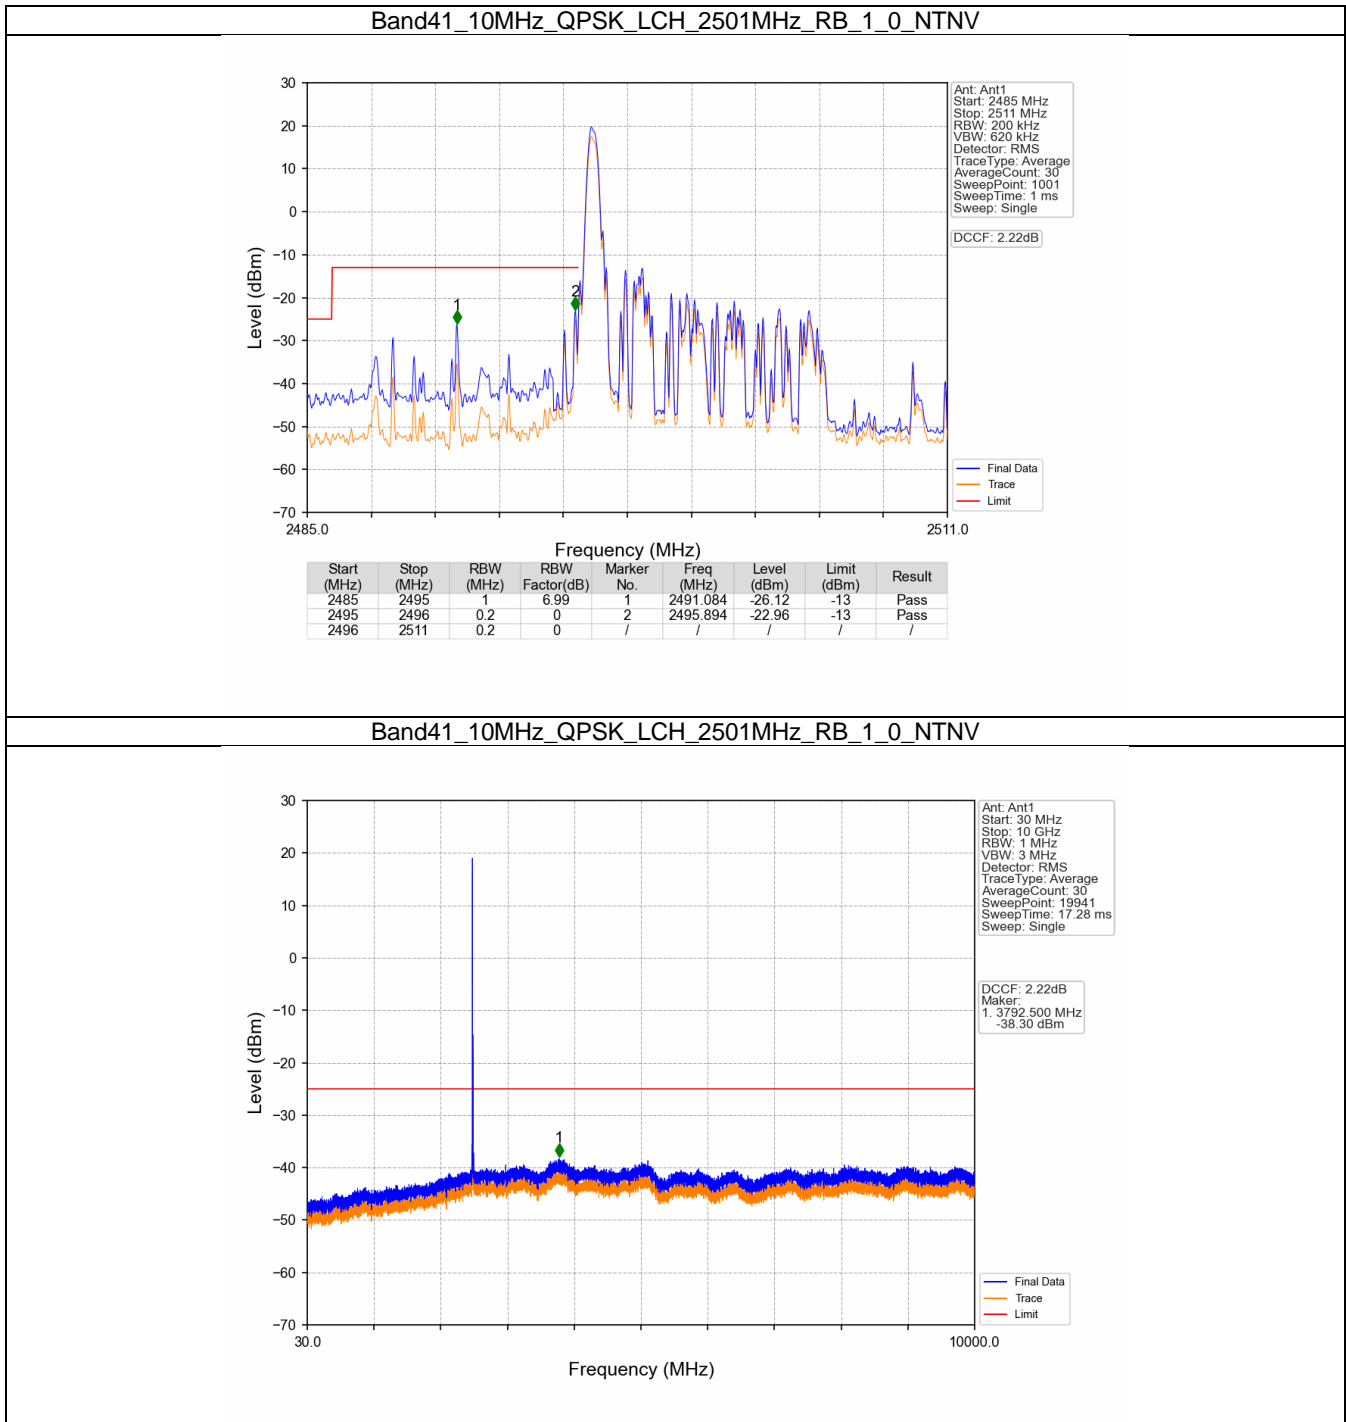 Band41_10MHz_QPSK_LCH_2501MHz_RB_1_0_NTNV
30
20
10
0
−10
−20
−30
−40
−50
−60
−70
Level (dBm)
1
2
2485.0
2511.0
Frequency (MHz)
Ant: Ant1
Start: 2485 MHz
Stop: 2511 MHz
RBW: 200 kHz
VBW: 620 kHz
Detector: RMS
TraceType: Average
AverageCount: 30
SweepPoint: 1001
SweepTime: 1 ms
Sweep: Single
DCCF: 2.22dB
Final Data
Trace
Limit
Start (MHz) Stop (MHz) RBW (MHz) RBW Factor(dB) Marker No. Freq (MHz) Level (dBm) Limit (dBm) Result
2485 2495 1 6.99 1 2491.084 -26.12 -13 Pass
2495 2496 0.2 0 2 2495.894 -22.96 -13 Pass
2496 2511 0.2 0 / / / / /
Band41_10MHz_QPSK_LCH_2501MHz_RB_1_0_NTNV
30
20
10
0
−10
−20
−30
−40
−50
−60
−70
Level (dBm)
1
30.0
10000.0
Frequency (MHz)
Ant: Ant1
Start: 30 MHz
Stop: 10 GHz
RBW: 1 MHz
VBW: 3 MHz
Detector: RMS
TraceType: Average
AverageCount: 30
SweepPoint: 19941
SweepTime: 17.28 ms
Sweep: Single
DCCF: 2.22dB
Maker:
1. 3792.500 MHz
-38.30 dBm
Final Data
Trace
Limit